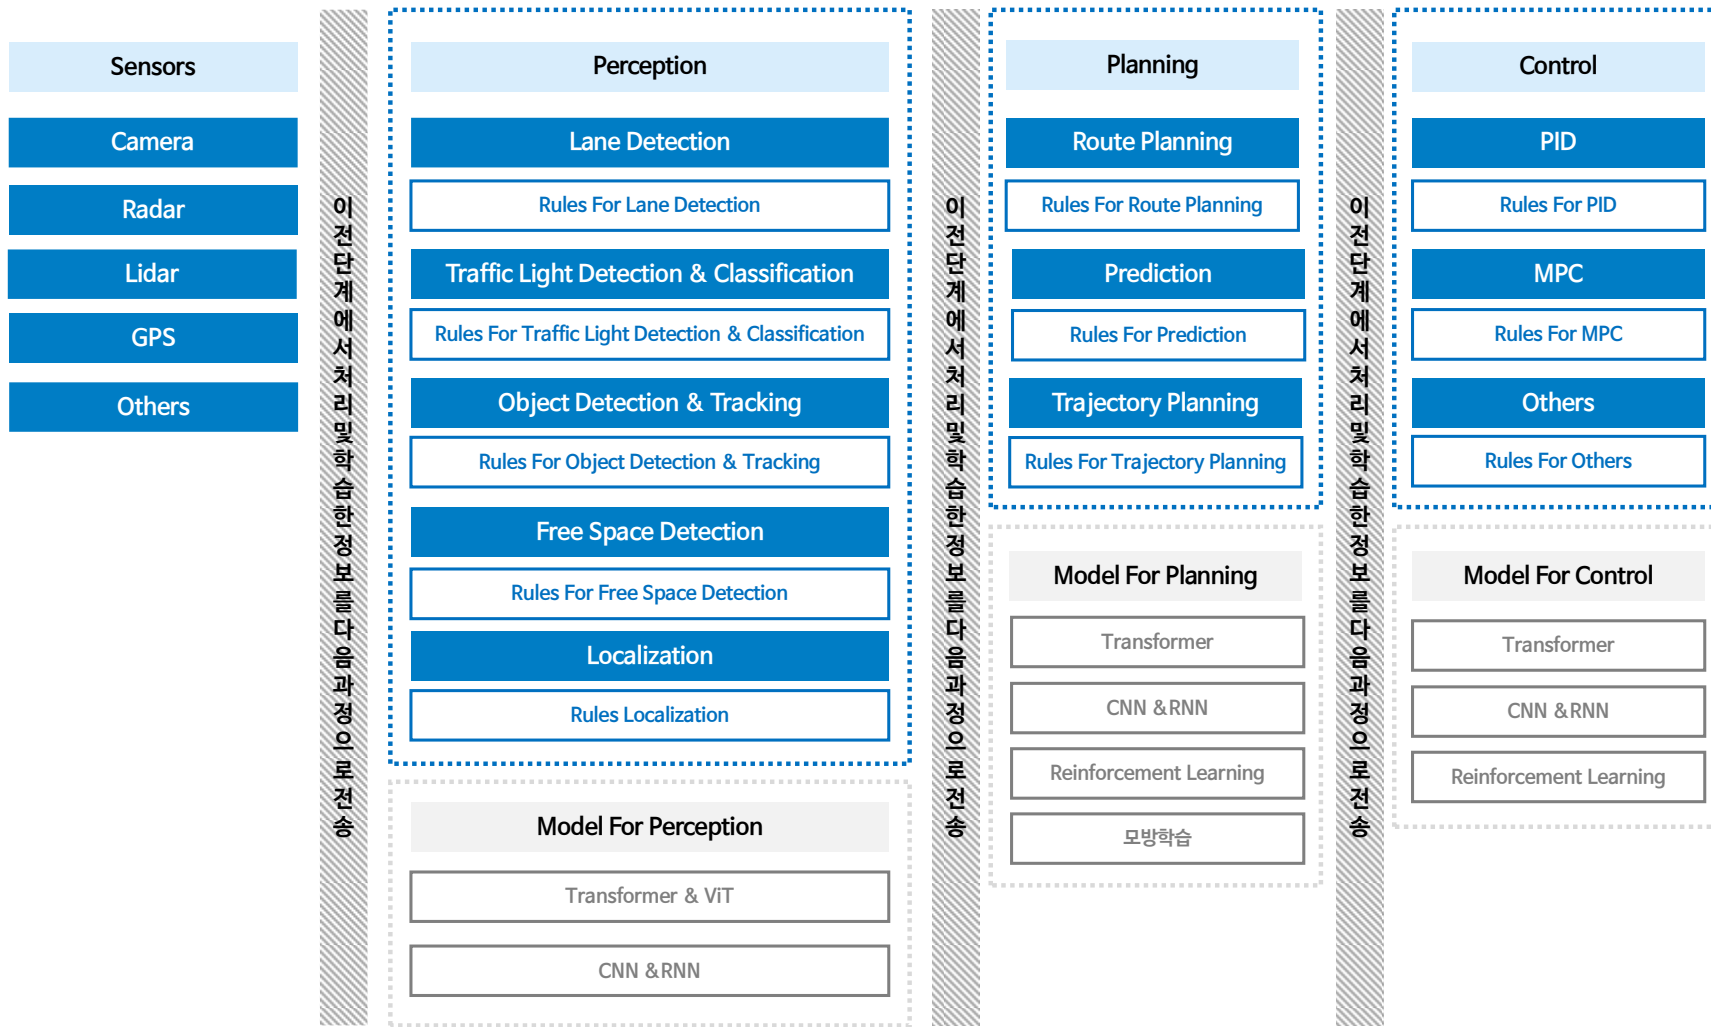 Sensors
Camera
Radar
Lidar
GPS
Others
이전단계에서처리및학습한정보를다음과정으로전송
Perception
Lane Detection
Rules For Lane Detection
Traffic Light Detection & Classification
Rules For Traffic Light Detection & Classification
Object Detection & Tracking
Rules For Object Detection & Tracking
Free Space Detection
Rules For Free Space Detection
Localization
Rules Localization
Model For Perception
Transformer & ViT
CNN &RNN
이전단계에서처리및학습한정보를다음과정으로전송
Planning
Route Planning
Rules For Route Planning
Prediction
Rules For Prediction
Trajectory Planning
Rules For Trajectory Planning
Model For Planning
Transformer
CNN &RNN
Reinforcement Learning
모방학습
이전단계에서처리및학습한정보를다음과정으로전송
Control
PID
Rules For PID
MPC
Rules For MPC
Others
Rules For Others
Model For Control
Transformer
CNN &RNN
Reinforcement Learning